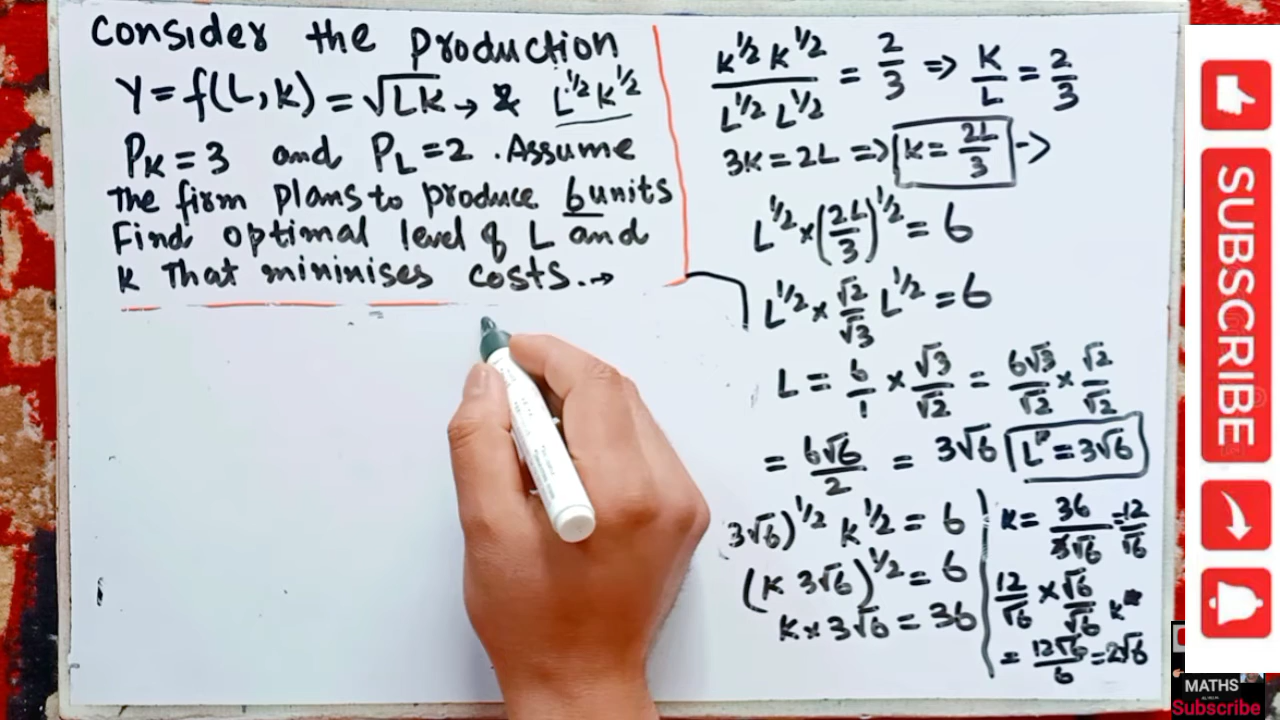 Consider the production
Y = f(L,K) = √LK → & L^1/2 K^1/2
PK = 3 and PL = 2 . Assume
The firm plans to produce 6 units
Find optimal level of L and
K That mininises costs. →
K^1/2 K^1/2 / L^1/2 L^1/2 = 2/3 => K/L = 2/3
3K = 2L => K = 2L/3 ->
L^1/2 × (2L/3)^1/2 = 6
L^1/2 × √2/√3 L^1/2 = 6
L = 6/1 × √3/√2 = 6√3/√2 × √2/√2
= 6√6/2 = 3√6 L* = 3√6
3√6)^1/2 K^1/2 = 6
(K 3√6)^1/2 = 6
K × 3√6 = 36
K = 36/3√6 = 12/√6
12/√6 × √6/√6 K*
= 12√6/6 = 2√6
SUBSCRIBE
MATHS
Subscribe